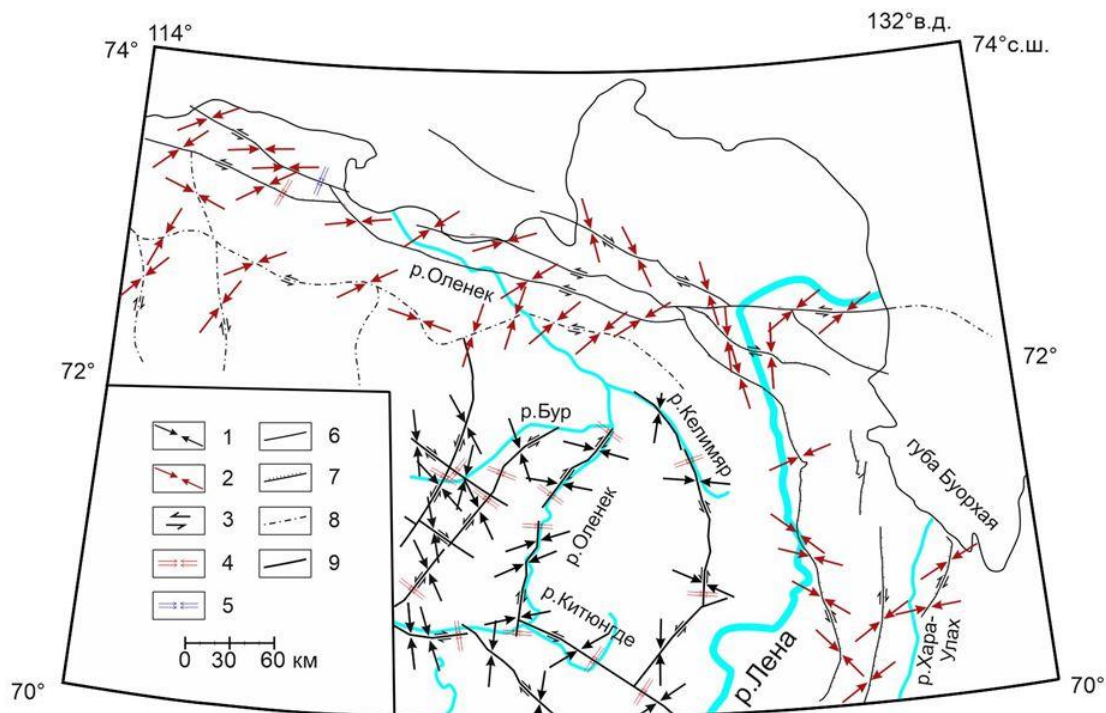 114°
132°в.д.
74°
74°с.ш.
р.Оленек
72°
72°
р.Бур
р.Келимяр
губа Буорхая
р.Оленек
р.Китюнгде
р.Лена
р.Хара-
Улах
1
6
2
7
3
8
4
9
5
0 30 60 км
70°
70°